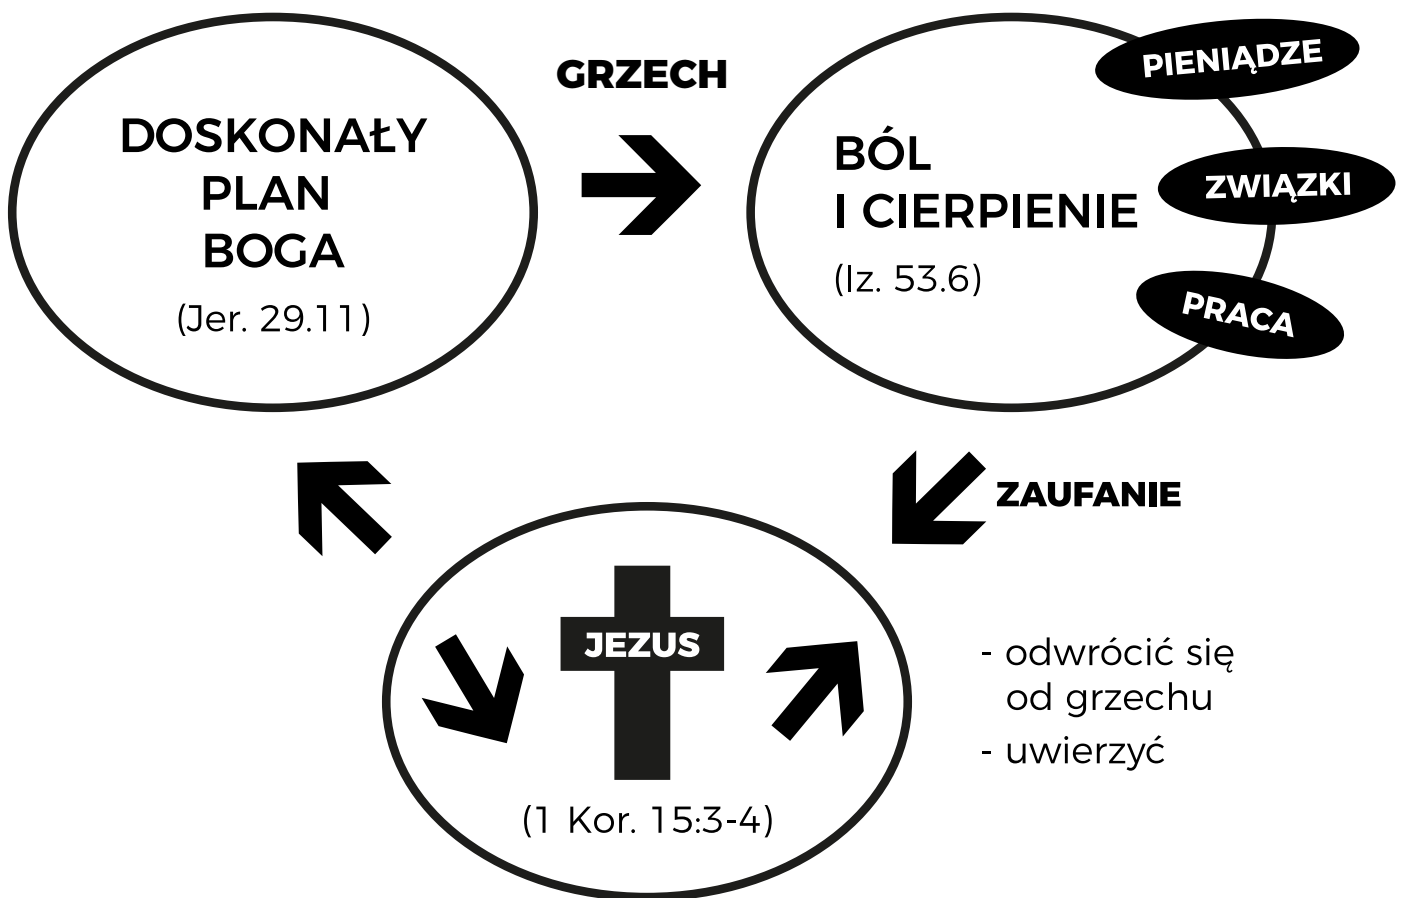 DOSKONAŁY
PLAN
BOGA
(Jer. 29.11)
GRZECH
BÓL
I CIERPIENIE
(Iz. 53.6)
PIENIĄDZE
ZWIĄZKI
PRACA
ZAUFANIE
- odwrócić się
od grzechu
- uwierzyć
JEZUS
(1 Kor. 15:3-4)